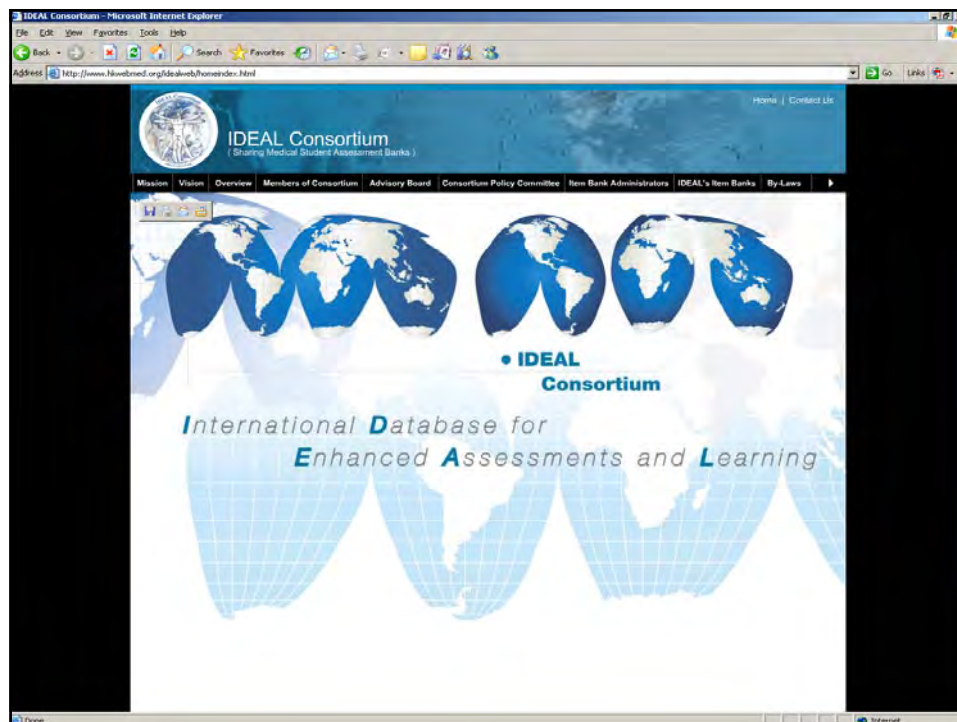 IDEAL Consortium - Microsoft Internet Explorer
File Edit View Favorites Tools Help
Back Search Favorites
Address http://www.hkwebmed.org/idealweb/homeindex.html Go Links
Home | Contact Us
IDEAL Consortium
( Sharing Medical Student Assessment Banks )
Mission Vision Overview Members of Consortium Advisory Board Consortium Policy Committee Item Bank Administrators IDEAL's Item Banks By-Laws
• IDEAL
Consortium
International Database for
Enhanced Assessments and Learning
Done Internet